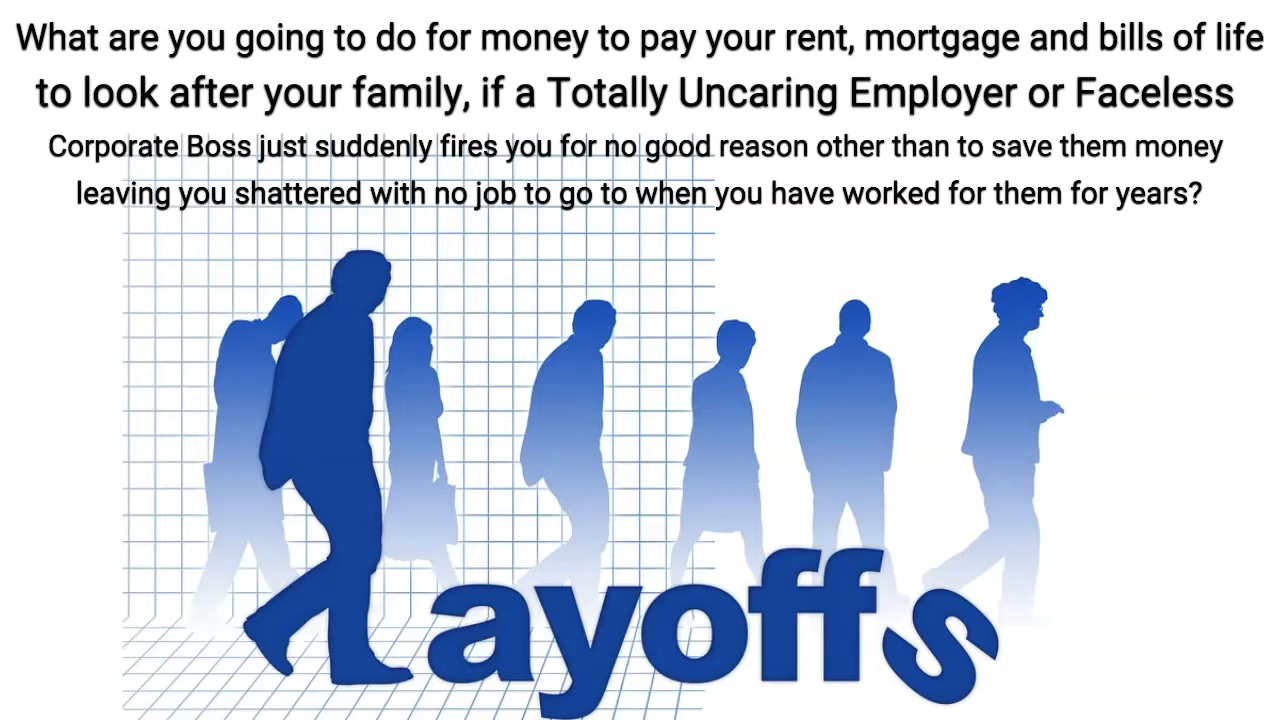 What are you going to do for money to pay your rent, mortgage and bills of life
to look after your family, if a Totally Uncaring Employer or Faceless
Corporate Boss just suddenly fires you for no good reason other than to save them money
leaving you shattered with no job to go to when you have worked for them for years?
ayoffs